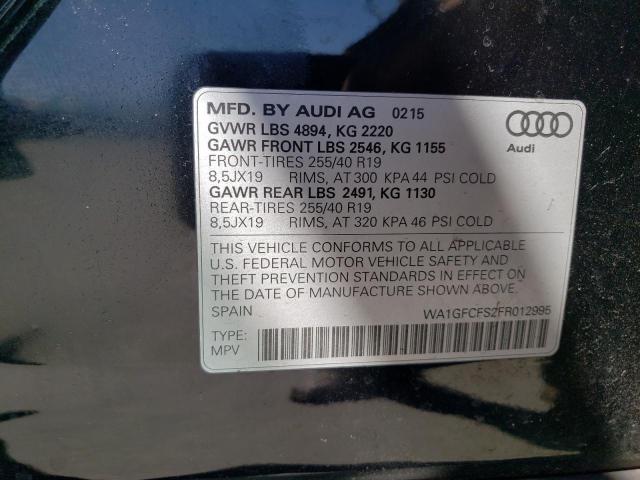 MFD. BY AUDI AG 0215
GVWR LBS 4894, KG 2220
GAWR FRONT LBS 2546, KG 1155
FRONT-TIRES 255/40 R19
8,5JX19 RIMS, AT 300 KPA 44 PSI COLD
GAWR REAR LBS 2491, KG 1130
REAR-TIRES 255/40 R19
8,5JX19 RIMS, AT 320 KPA 46 PSI COLD
Audi
THIS VEHICLE CONFORMS TO ALL APPLICABLE
U.S. FEDERAL MOTOR VEHICLE SAFETY AND
THEFT PREVENTION STANDARDS IN EFFECT ON
THE DATE OF MANUFACTURE SHOWN ABOVE.
SPAIN WA1GFCFS2FR012995
TYPE:
MPV